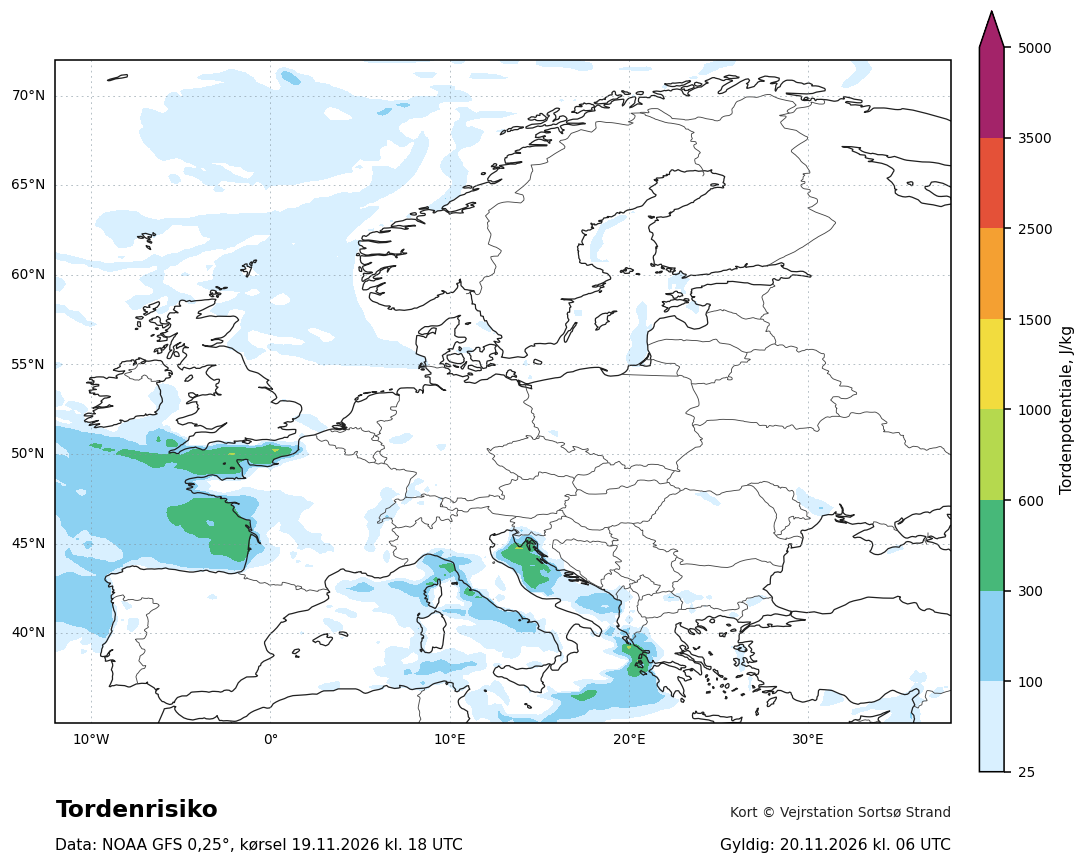 5000
3500
2500
1500
1000
600
300
100
25
Tordenpotentiale, J/kg
70°N
65°N
60°N
55°N
50°N
45°N
40°N
10°W
0°
10°E
20°E
30°E
Tordenrisiko
Kort © Vejrstation Sortsø Strand
Data: NOAA GFS 0,25°, kørsel 19.11.2026 kl. 18 UTC
Gyldig: 20.11.2026 kl. 06 UTC